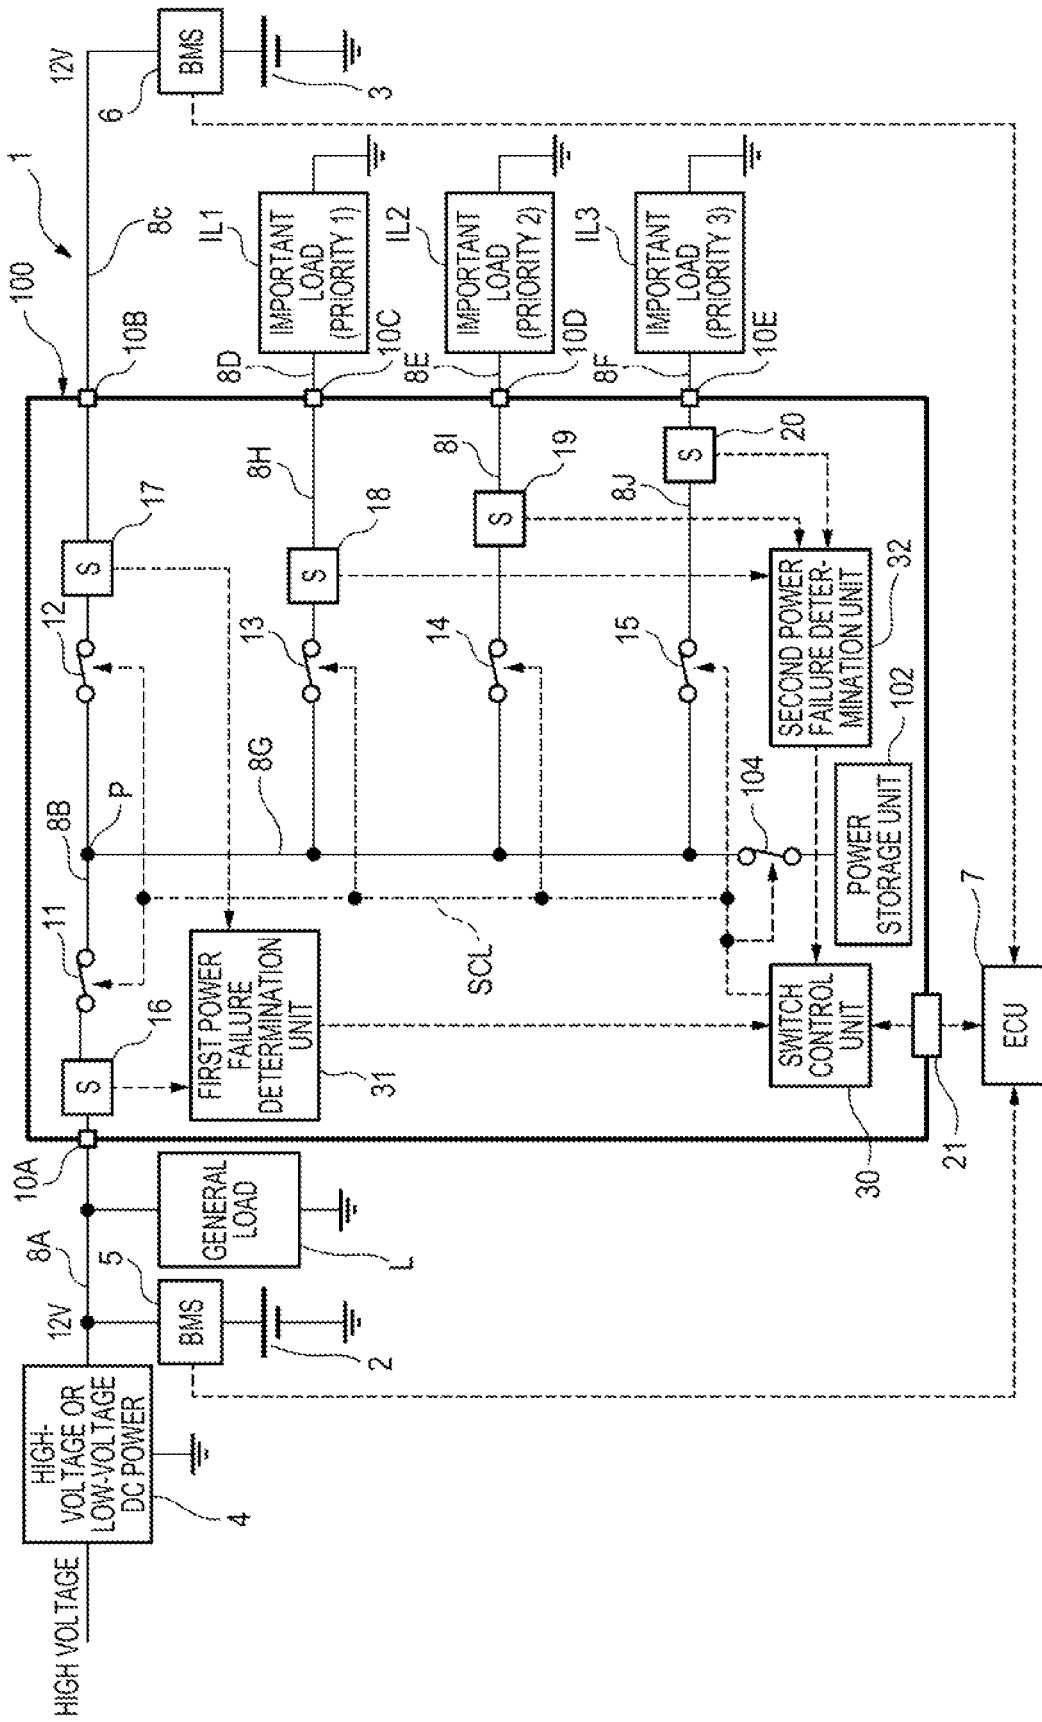 HIGH VOLTAGE
HIGH-
VOLTAGE OR
LOW-VOLTAGE
DC POWER
4
12V
8A
5
BMS
2
GENERAL
LOAD
L
10A
100
1
16
S
11
8B
P
12
17
S
10B
8c
12V
6
BMS
3
FIRST POWER
FAILURE
DETERMINATION
UNIT
31
8G
SCL
13
18
S
8H
8D
10C
IL1
IMPORTANT
LOAD
(PRIORITY 1)
14
19
S
8I
8E
10D
IL2
IMPORTANT
LOAD
(PRIORITY 2)
15
20
S
8J
8F
10E
IL3
IMPORTANT
LOAD
(PRIORITY 3)
104
SWITCH
CONTROL
UNIT
30
POWER
STORAGE UNIT
102
SECOND POWER
FAILURE DETER-
MINATION UNIT
32
21
7
ECU